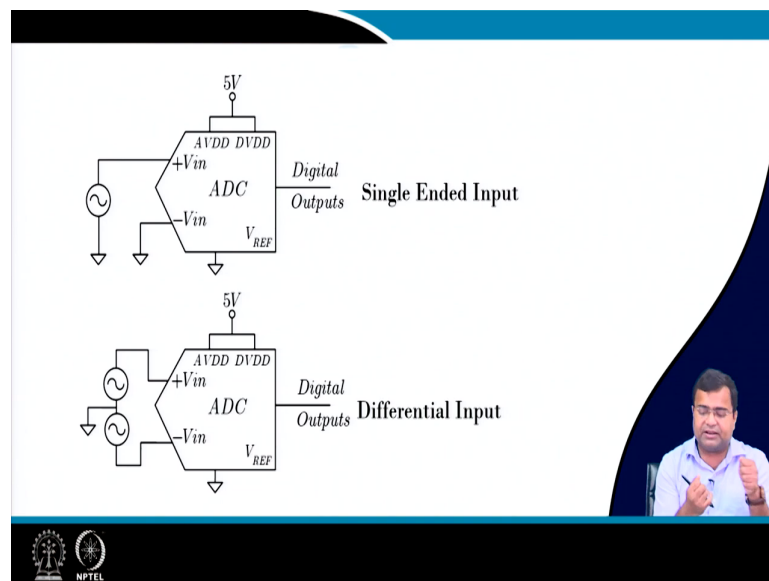 5V
AVDD DVDD
+Vin
ADC
-Vin
VREF
Digital
Outputs
Single Ended Input
5V
AVDD DVDD
+Vin
ADC
-Vin
VREF
Digital
Outputs
Differential Input
NPTEL